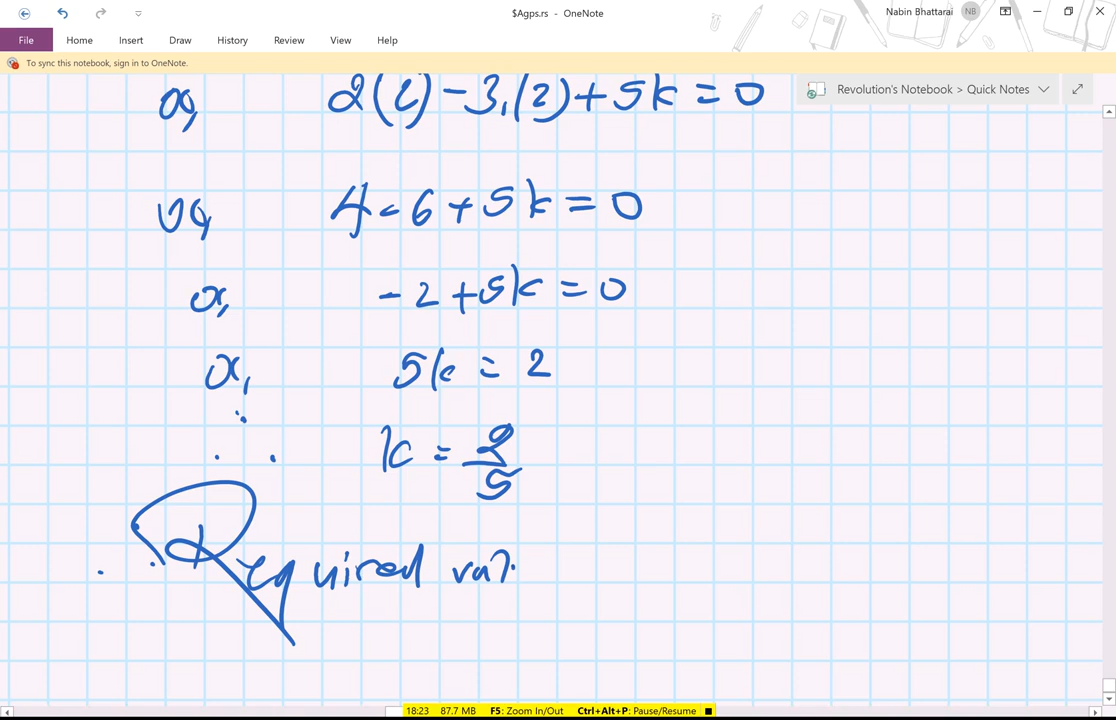 $Agps.rs - OneNote
Nabin Bhattarai NB
File Home Insert Draw History Review View Help
To sync this notebook, sign in to OneNote.
Revolution's Notebook > Quick Notes
or, 2(2)-3.(2)+5k=0
or, 4-6+5k=0
or, -2+5k=0
or, 5k=2
k=2/5
Required
18:23 87.7 MB F5: Zoom In/Out Ctrl+Alt+P: Pause/Resume